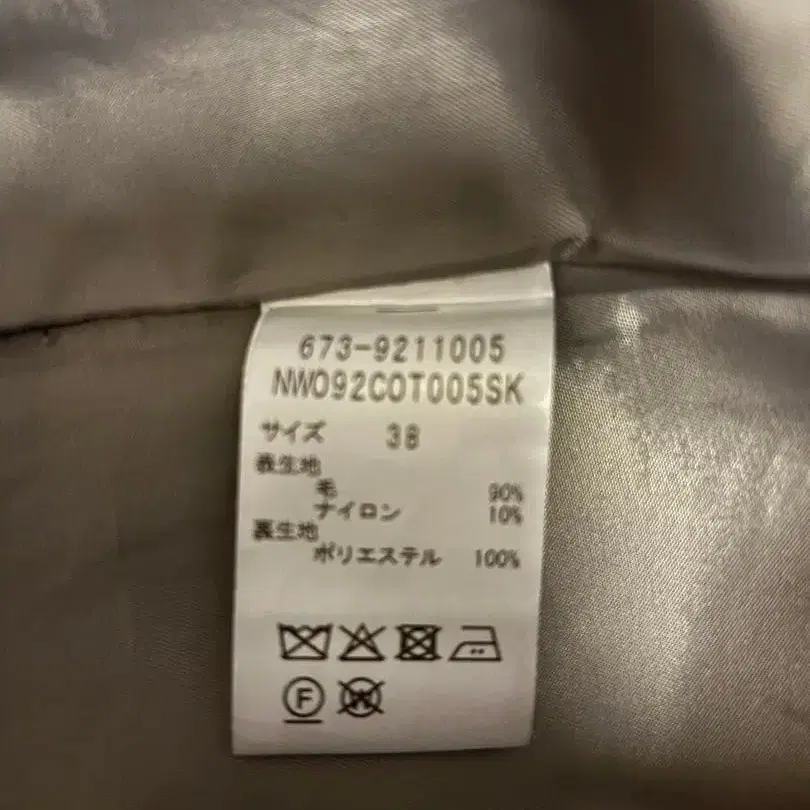 673-9211005
NW092COT005SK
サイズ 38
表生地
毛 90%
ナイロン 10%
裏生地
ポリエステル 100%
F
W